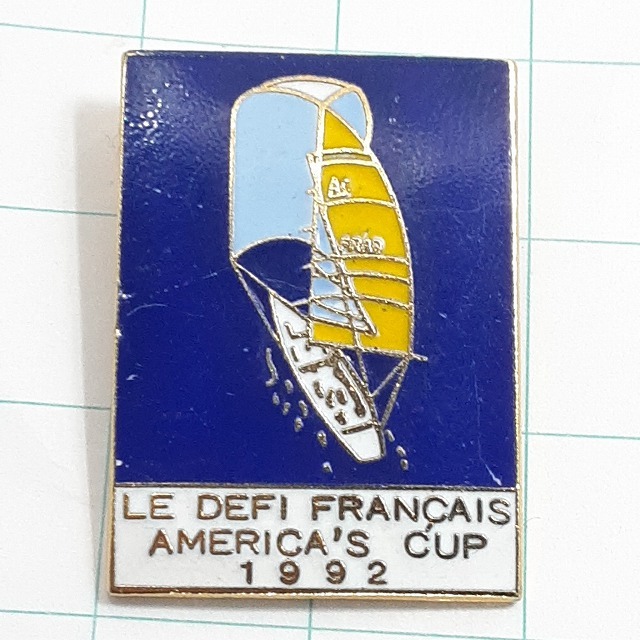 LE DEFI FRANÇAIS
AMERICA'S CUP
1992